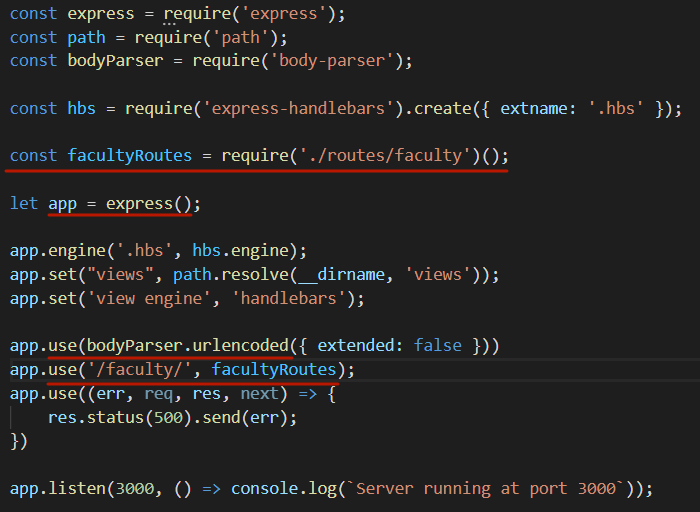 const express = require('express');
const path = require('path');
const bodyParser = require('body-parser');
const hbs = require('express-handlebars').create({ extname: '.hbs' });
const facultyRoutes = require('./routes/faculty')();
let app = express();
app.engine('.hbs', hbs.engine);
app.set("views", path.resolve(__dirname, 'views'));
app.set('view engine', 'handlebars');
app.use(bodyParser.urlencoded({ extended: false }))
app.use('/faculty/', facultyRoutes);
app.use((err, req, res, next) => {
    res.status(500).send(err);
})
app.listen(3000, () => console.log(`Server running at port 3000`));